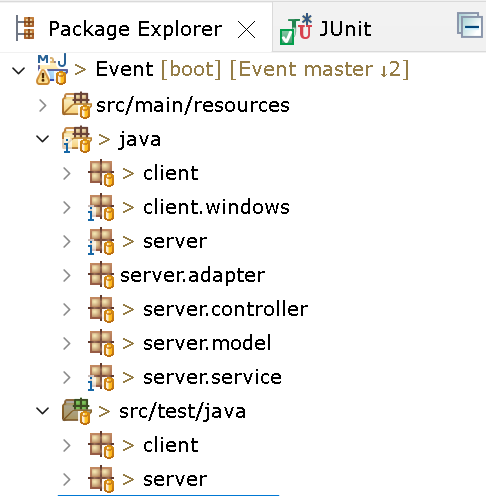 Package Explorer JUnit
> Event [boot] [Event master ↓2]
src/main/resources
> java
> client
> client.windows
> server
server.adapter
> server.controller
> server.model
> server.service
> src/test/java
> client
> server